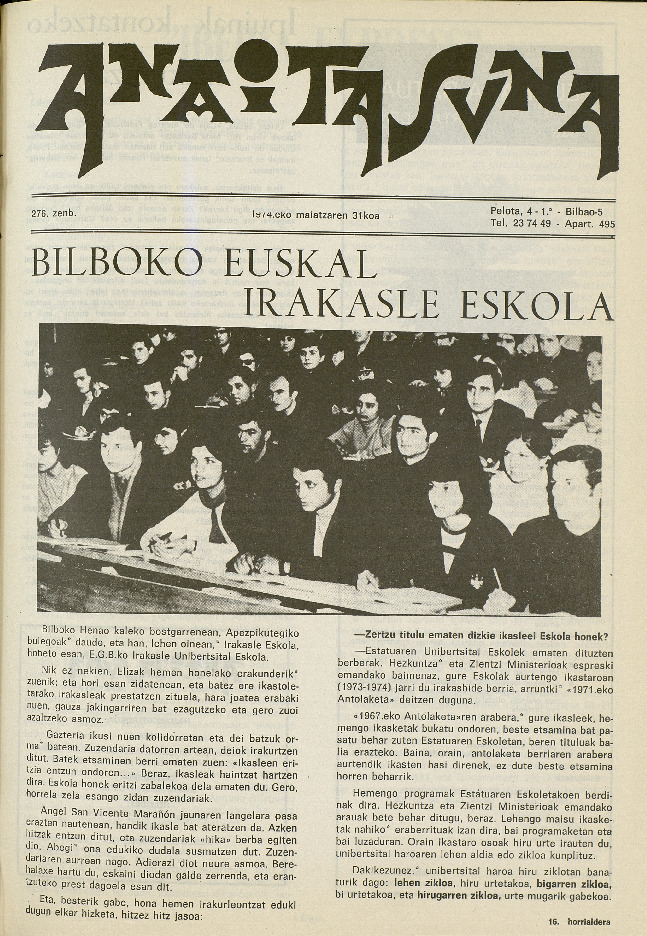 ANAITASUNA
276. zenb.
1974.eko maiatzaren 31koa
Pelota, 4 - 1.° - Bilbao-5
Tel. 23 74 49 - Apart. 495
BILBOKO EUSKAL
IRAKASLE ESKOLA
Bilboko Henao kaleko bostgarrenean, Apezpikutegiko
bulegoak* daude, eta han, lehen oinean,* Irakasle Eskola,
hobeto esan, E.G.B.ko Irakasle Unibertsital Eskola.
Nik ez nekien, Elizak hemen honelako erakunderik*
zuenik; eta hori esan zidatenean, eta batez ere ikastole-
tarako irakasleak prestatzen zituela, hara joatea erabaki
nuen, gauza jakingarriren bat ezagutzeko eta gero zuoi
azaltzeko asmoz.
Gazteria ikusi nuen kolidorretan eta dei batzuk or-
ma* batean. Zuzendaria datorren artean, deiok irakurtzen
ditut. Batek etsaminen berri ematen zuen: «Ikasleen eri-
tzia entzun ondoren...» Beraz, ikasleak haintzat hartzen
dira. Eskola honek eritzi zabalekoa dela ematen du. Gero,
horrela zela esango zidan zuzendariak.
Angel San Vicente Marañón jaunaren langelara pasa
erazten nautenean, handik ikasle bat ateratzen da. Azken
hitzak entzun ditut, eta zuzendariak «hika» berba egiten
dio. Abegi* ona edukiko dudala susmatzen dut. Zuzen-
dariaren aurrean nago. Adierazi diot neure asmoa. Bere-
halaxe hartu du, eskaini diodan galde zerrenda, eta eran-
tzuteko prest dagoela esan dit.
Eta, besterik gabe, hona hemen irakurleontzat eduki
dugun elkar hizketa, hitzez hitz jasoa:
—Zertzu titulu ematen dizkie ikasleei Eskola honek?
—Estatuaren Unibertsital Eskolek ematen dituzten
berberak. Hezkuntza* eta Zientzi Ministerioak espreski
emandako baimenaz, gure Eskolak aurtengo ikastaroan
(1973-1974) jarri du irakasbide berria, arruntki* «1971.eko
Antolaketa» deitzen duguna.
«1967.eko Antolaketa»ren arabera,* gure ikasleek, he-
mengo ikasketak bukatu ondoren, beste etsamina bat pa-
satu behar zuten Estatuaren Eskoletan, beren tituluak ba-
lia erazteko. Baina, orain, antolaketa berriaren arabera
aurtendik ikasten hasi direnek, ez dute beste etsamina
horren beharrik.
Hemengo programak Estatuaren Eskoletakoen berdi-
nak dira. Hezkuntza eta Zientzi Ministerioak emandako
arauak bete behar ditugu, beraz. Lehengo maisu ikaske-
tak nahiko* eraberrituak izan dira, bai programaketan eta
bai luzaduran. Orain ikastaro osoak hiru urte irauten du,
unibertsital haroaren lehen aldia edo zikloa kunplituz.
Dakikezunez,* unibertsital haroa hiru ziklotan bana-
turik dago: lehen zikloa, hiru urtetakoa, bigarren zikloa,
bi urtetakoa, eta hirugarren zikloa, urte mugarik gabekoa.
16. horrialdera